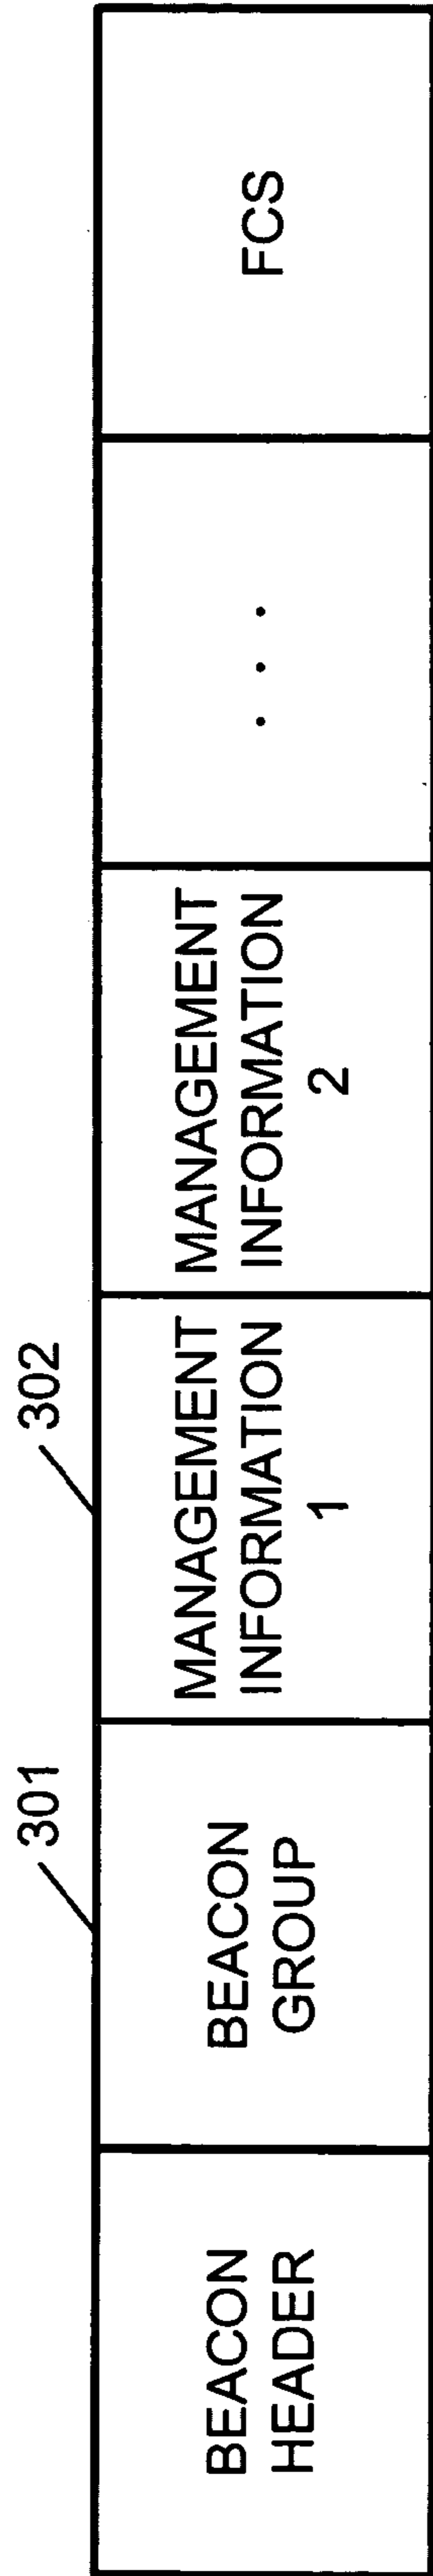 301
302
BEACON
HEADER
BEACON
GROUP
MANAGEMENT
INFORMATION
1
MANAGEMENT
INFORMATION
2
. . .
FCS